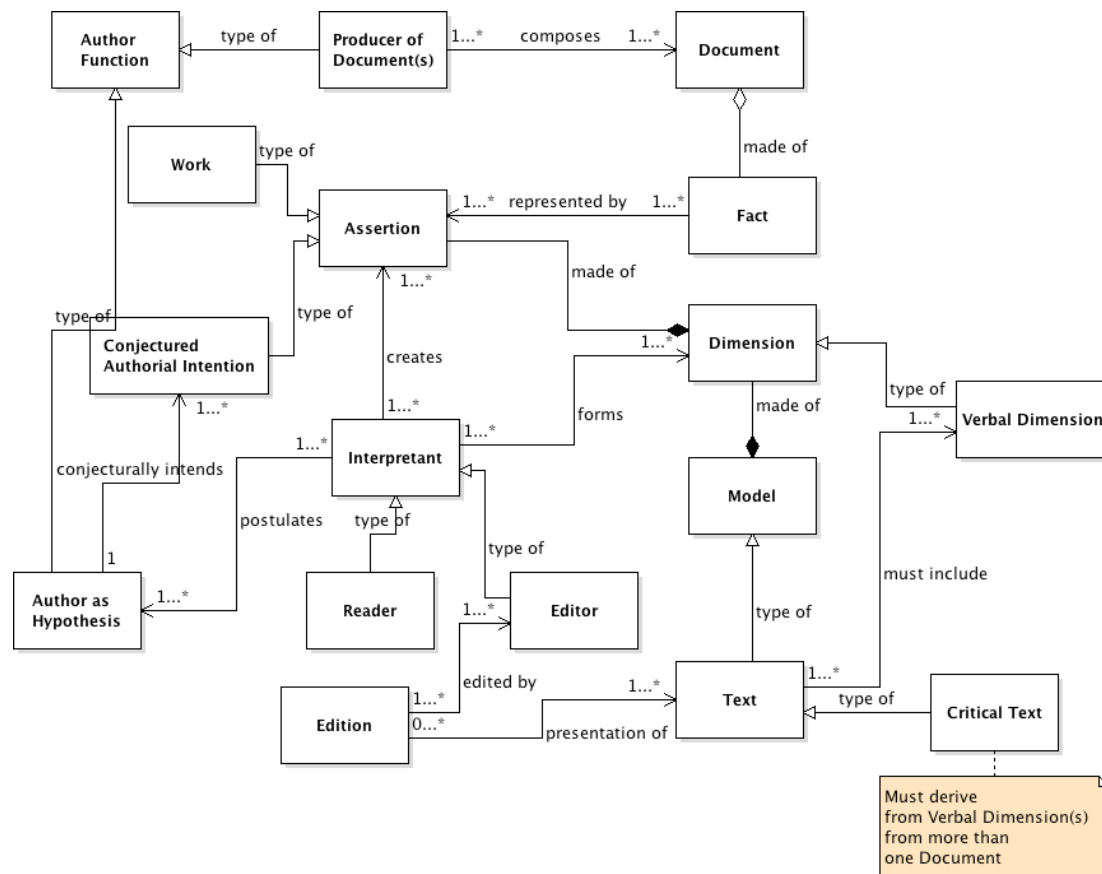 Author
Function
type of
Producer of
Document(s)
1...*
composes
1...*
Document
made of
Work
type of
Assertion
1...*
represented by
1...*
Fact
1...*
made of
type of
type of
Conjectured
Authorial Intention
1...*
creates
1...*
Dimension
1...*
forms
made of
type of
1...*
Verbal Dimension
1...*
Interpretant
1...*
conjecturally intends
postulates
type of
type of
Model
must include
1
1...*
Author as
Hypothesis
Reader
1...*
Editor
type of
edited by
1...*
0...*
Edition
1...*
presentation of
Text
1...*
type of
Critical Text
Must derive
from Verbal Dimension(s)
from more than
one Document